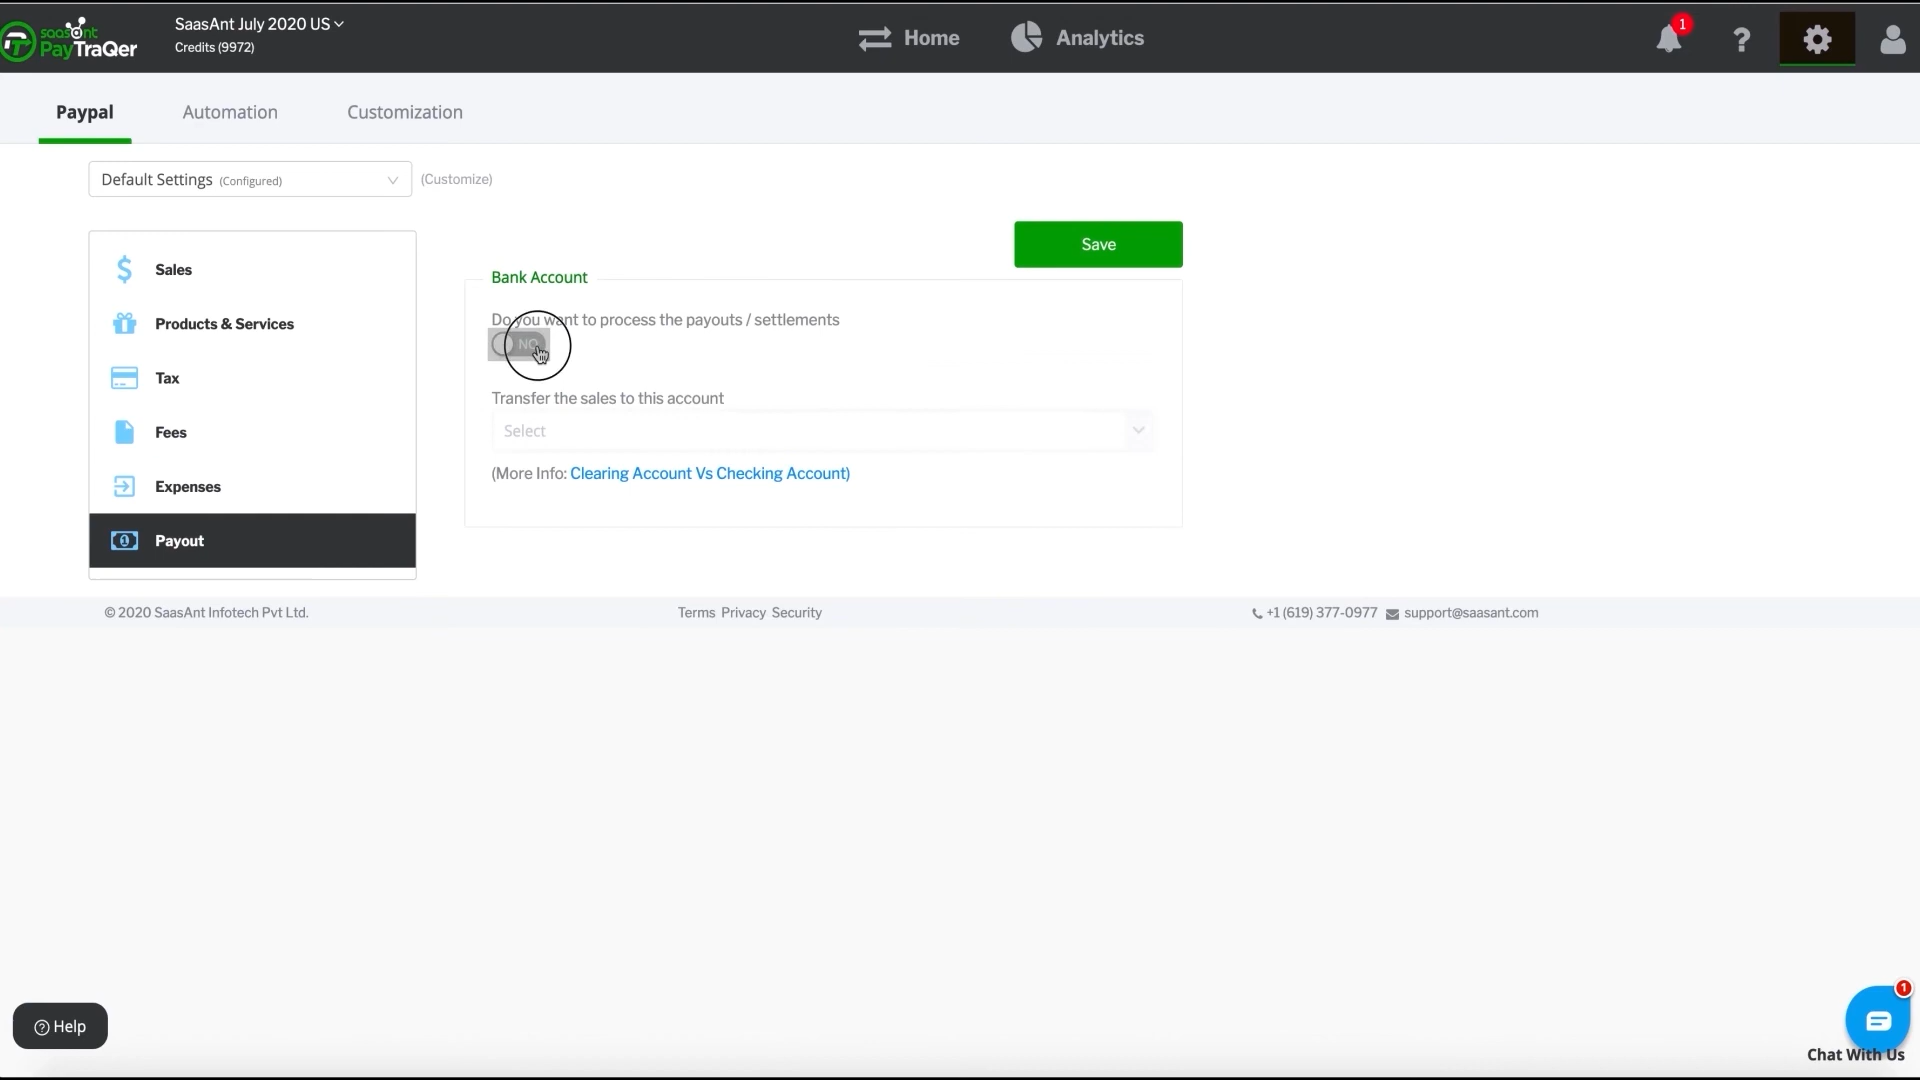 saasant
PayTraQer
SaasAnt July 2020 US
Credits (9972)
Home
Analytics
1
?
Paypal
Automation
Customization
Default Settings (Configured)
(Customize)
Sales
Products & Services
Tax
Fees
Expenses
Payout
Save
Bank Account
Do you want to process the payouts / settlements
NO
Transfer the sales to this account
Select
(More Info: Clearing Account Vs Checking Account)
© 2020 SaasAnt Infotech Pvt Ltd.
Terms Privacy Security
+1 (619) 377-0977 support@saasant.com
? Help
1
Chat With Us